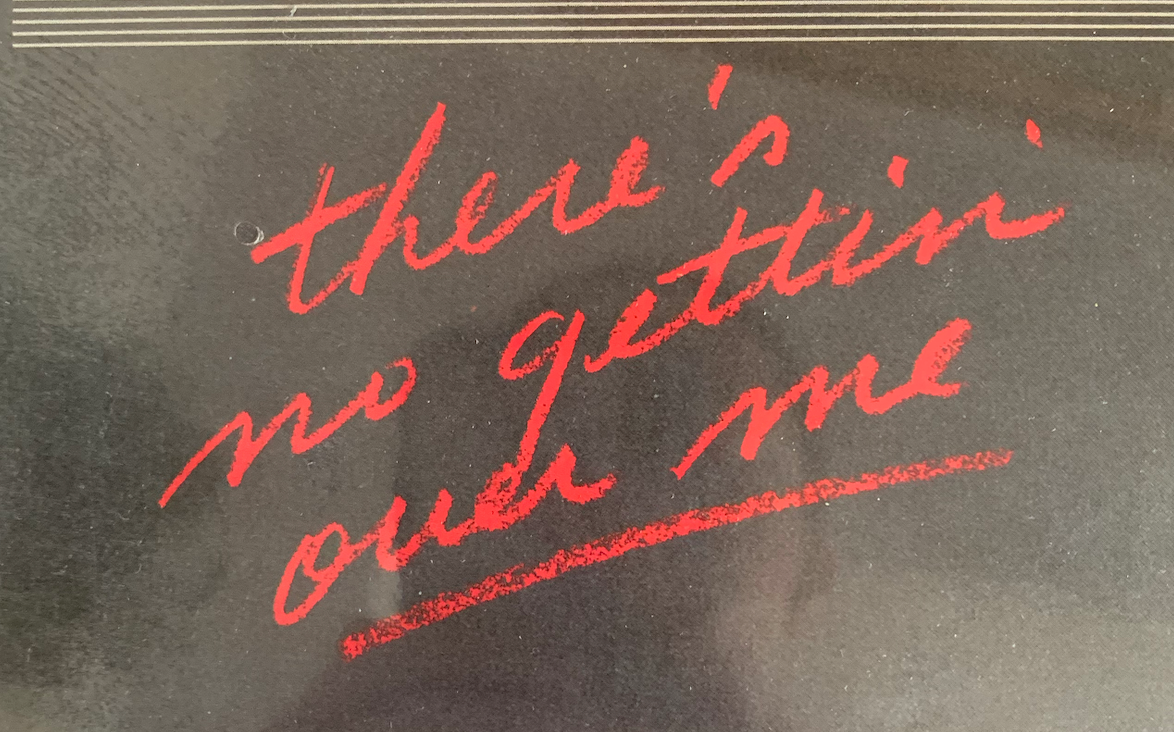 there's
no gettin'
over me